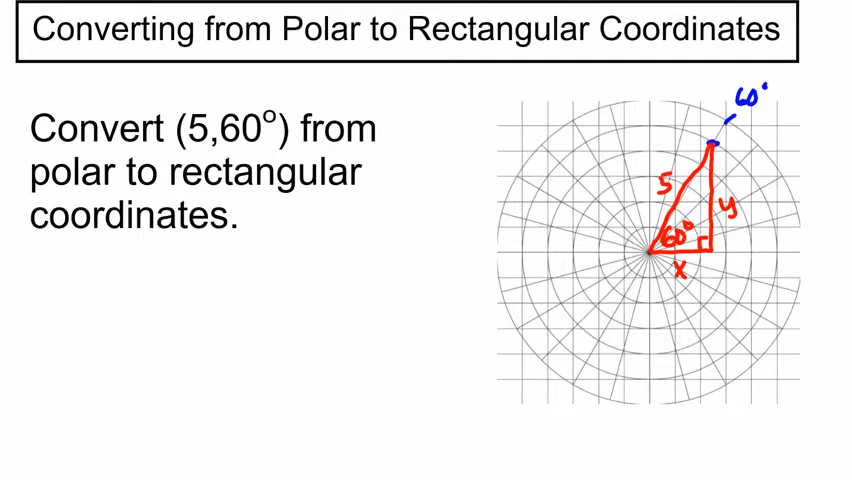 Converting from Polar to Rectangular Coordinates
Convert (5,60°) from
polar to rectangular
coordinates.
60°
5
y
60°
x